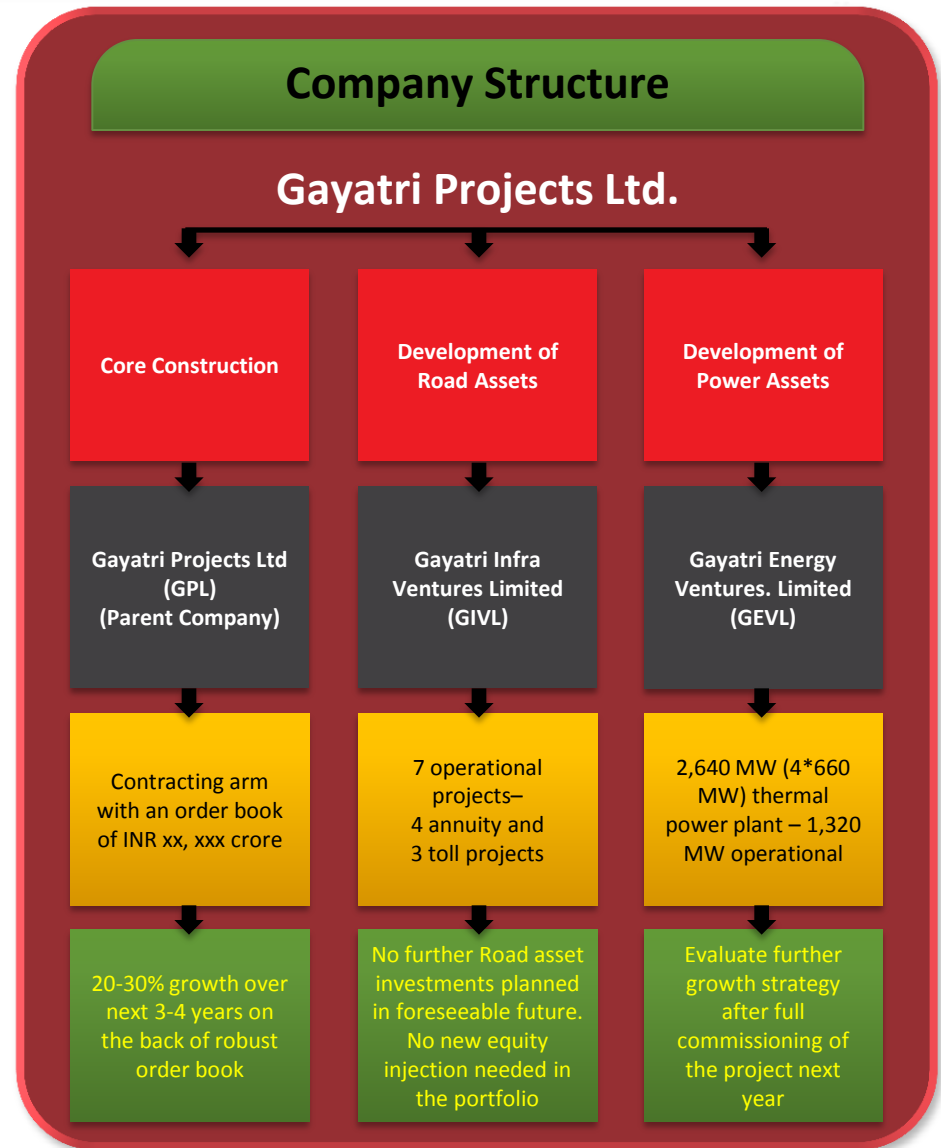 Company Structure
Gayatri Projects Ltd.
Core Construction
Development of
Road Assets
Development of
Power Assets
Gayatri Projects Ltd
(GPL)
(Parent Company)
Gayatri Infra
Ventures Limited
(GIVL)
Gayatri Energy
Ventures. Limited
(GEVL)
Contracting arm
with an order book
of INR xx, xxx crore
7 operational
projects–
4 annuity and
3 toll projects
2,640 MW (4*660
MW) thermal
power plant – 1,320
MW operational
20-30% growth over
next 3-4 years on
the back of robust
order book
No further Road asset
investments planned
in foreseeable future.
No new equity
injection needed in
the portfolio
Evaluate further
growth strategy
after full
commissioning of
the project next
year